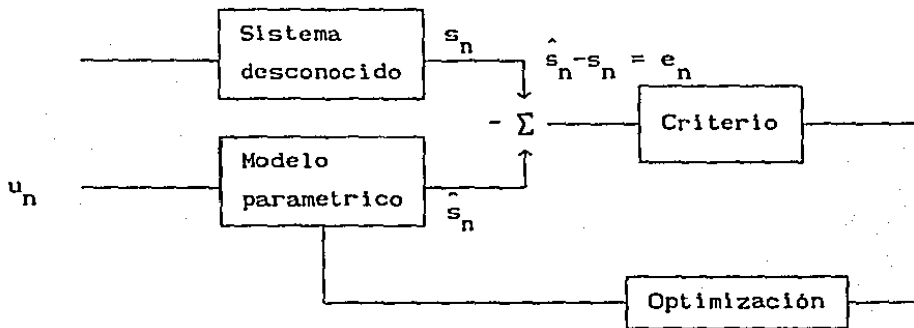 Sistema
desconocido
s_n
ŝ_n-s_n = e_n
- Σ
Criterio
u_n
Modelo
parametrico
ŝ_n
Optimización